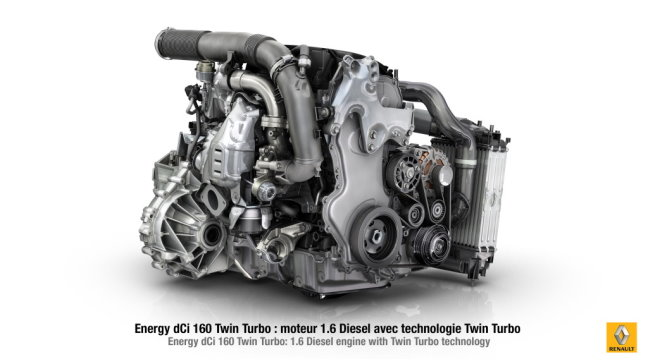 Energy dCi 160 Twin Turbo : moteur 1.6 Diesel avec technologie Twin Turbo
Energy dCi 160 Twin Turbo: 1.6 Diesel engine with Twin Turbo technology
RENAULT